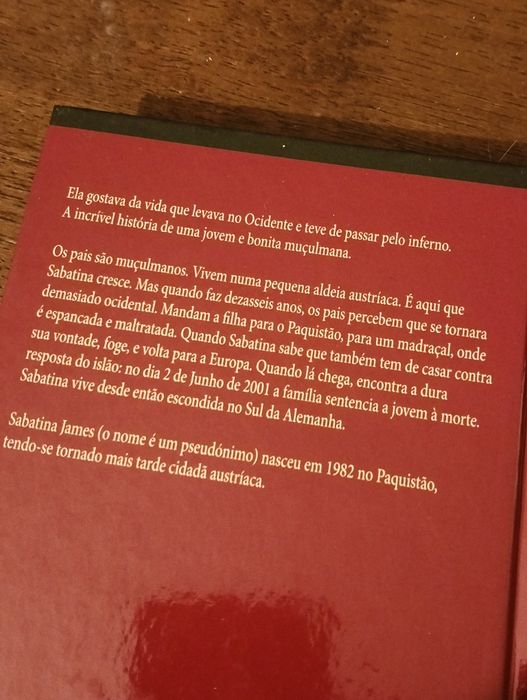 Ela gostava da vida que levava no Ocidente e teve de passar pelo inferno.
A incrível história de uma jovem e bonita muçulmana.
Os pais são muçulmanos. Vivem numa pequena aldeia austríaca. É aqui que
Sabatina cresce. Mas quando faz dezasseis anos, os pais percebem que se tornara
demasiado ocidental. Mandam a filha para o Paquistão, para um madraçal, onde
é espancada e maltratada. Quando Sabatina sabe que também tem de casar contra
sua vontade, foge, e volta para a Europa. Quando lá chega, encontra a dura
resposta do islão: no dia 2 de Junho de 2001 a família sentencia a jovem à morte.
Sabatina vive desde então escondida no Sul da Alemanha.
Sabatina James (o nome é um pseudónimo) nasceu em 1982 no Paquistão,
tendo-se tornado mais tarde cidadã austríaca.